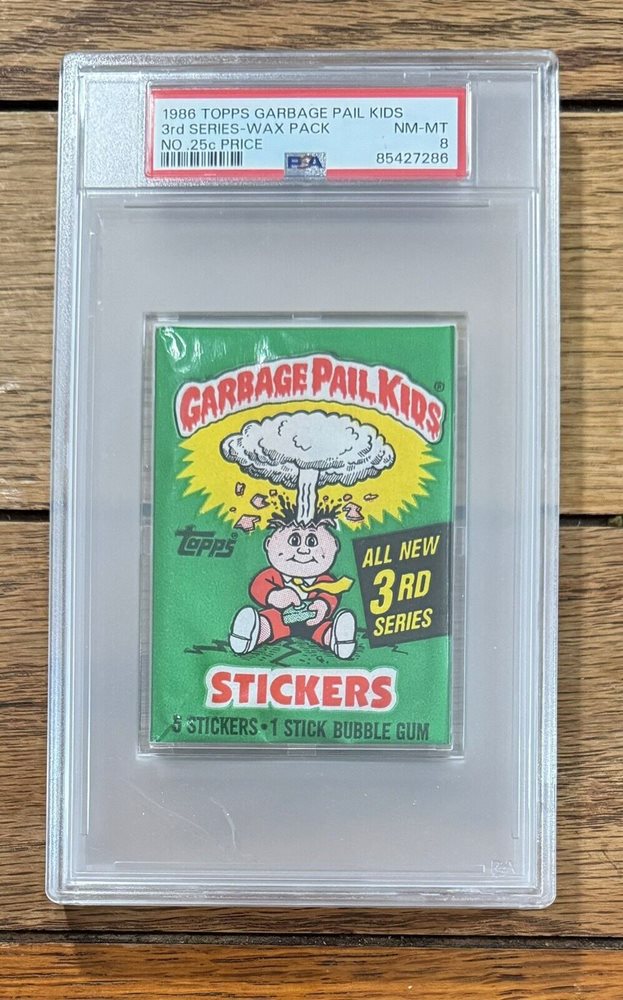 1986 TOPPS GARBAGE PAIL KIDS
3rd SERIES-WAX PACK NM-MT
NO .25c PRICE 8
PSA 85427286
GARBAGE PAIL KIDS®
Topps®
ALL NEW
3RD
SERIES
STICKERS
5 STICKERS•1 STICK BUBBLE GUM
PSA